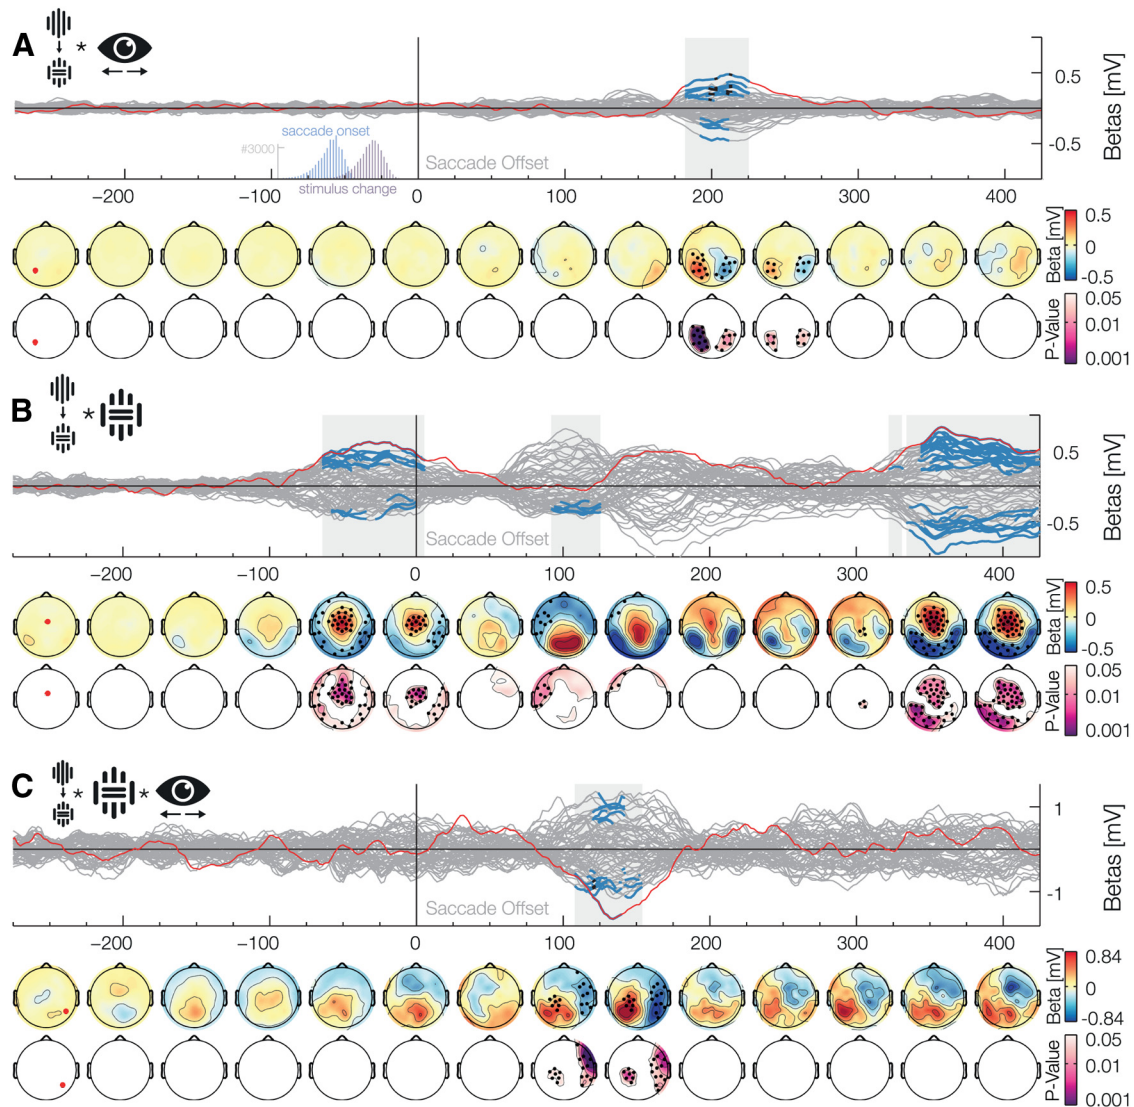 A
0.5
-0.5
Betas [mV]
saccade onset
#3000
stimulus change
Saccade Offset
−200
−100
0
100
200
300
400
0.5
0
-0.5
Beta [mV]
0.05
0.01
0.001
P-Value
B
*
0.5
-0.5
Betas [mV]
Saccade Offset
−200
−100
0
100
200
300
400
0.5
0
-0.5
Beta [mV]
0.05
0.01
0.001
P-Value
C
* *
1
-1
Betas [mV]
Saccade Offset
−200
−100
0
100
200
300
400
0.84
0
-0.84
Beta [mV]
0.05
0.01
0.001
P-Value